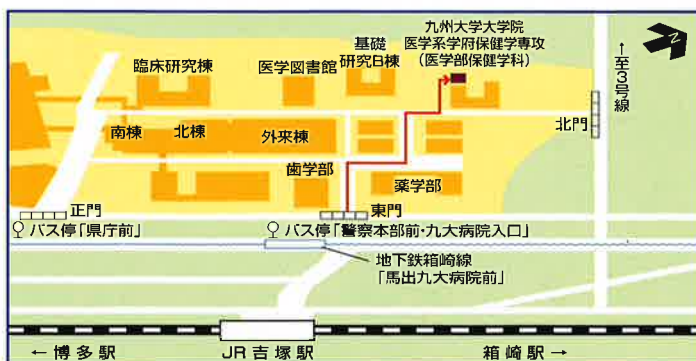 九州大学大学院
医学系学府保健学専攻
（医学部保健学科）
基礎
研究B棟
臨床研究棟
医学図書館
←至3号線
Z
北門
南棟
北棟
外来棟
歯学部
薬学部
正門
東門
バス停「県庁前」
バス停「警察本部前・九大病院入口」
地下鉄箱崎線
「馬出九大病院前」
← 博多駅
JR吉塚駅
箱崎駅→